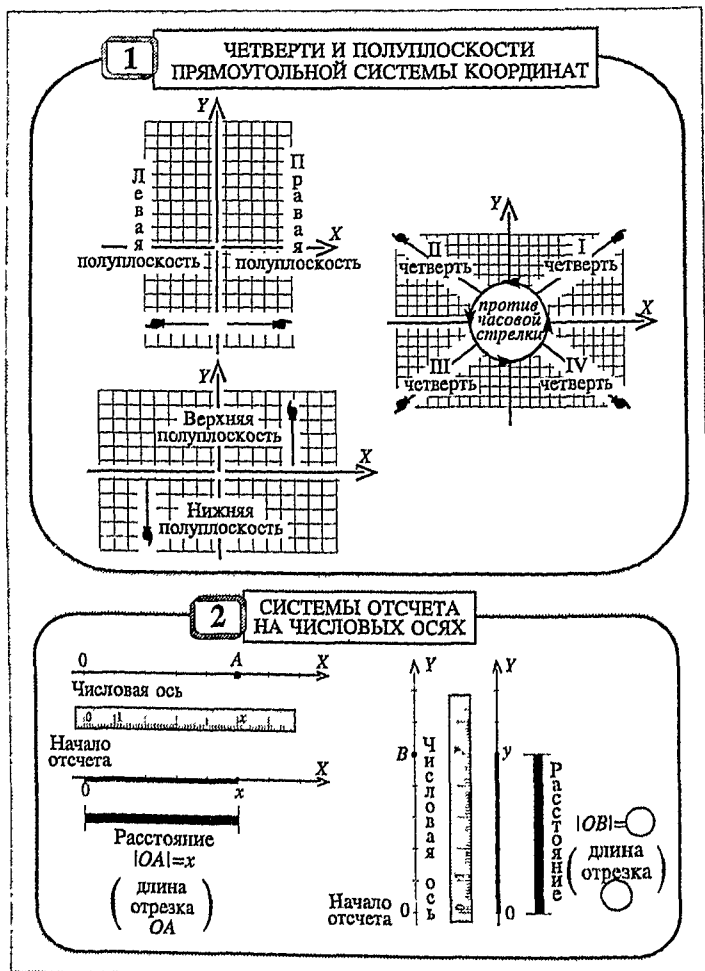 1
ЧЕТВЕРТИ И ПОЛУПЛОСКОСТИ
ПРЯМОУГОЛЬНОЙ СИСТЕМЫ КООРДИНАТ
Y
Левая
Правая
X
полуплоскость
полуплоскость
Y
II
четверть
I
четверть
против
часовой
стрелки
X
III
четверть
IV
четверть
Y
Верхняя
полуплоскость
X
Нижняя
полуплоскость
2
СИСТЕМЫ ОТСЧЕТА
НА ЧИСЛОВЫХ ОСЯХ
0 A X
Числовая ось
0 1 x
Начало
отсчета
X
0 x
Расстояние
|OA|=x
(длина
отрезка
OA)
Y
B
Числовая ось
Начало
отсчета
0
y
1
0
Y
y
0
Расстояние
|OB|=
(длина
отрезка
)